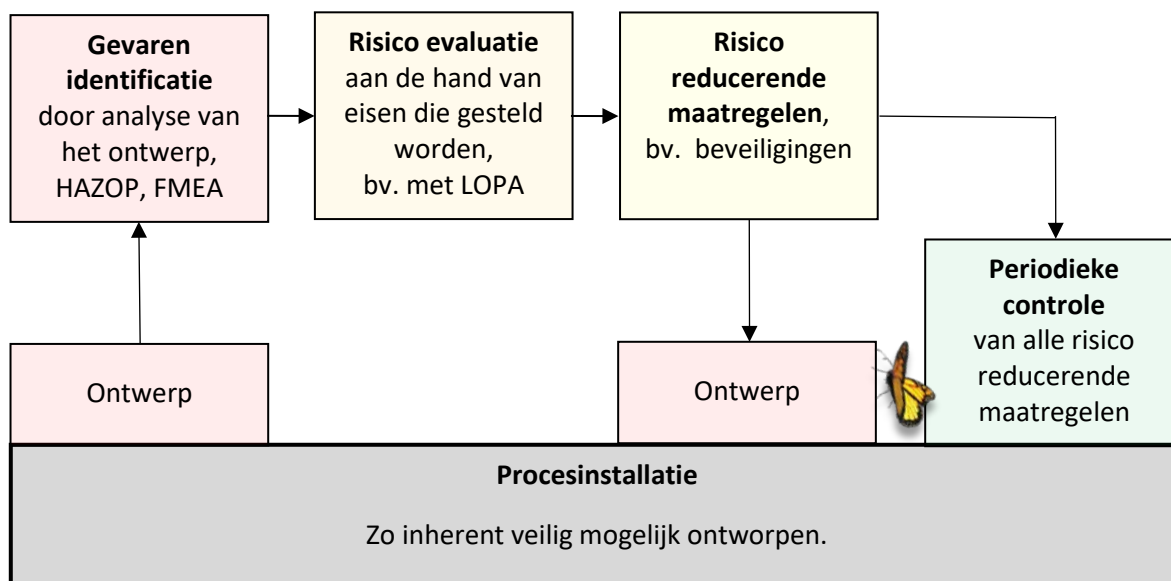 Gevaren
identificatie
door analyse van
het ontwerp,
HAZOP, FMEA
Risico evaluatie
aan de hand van
eisen die gesteld
worden,
bv. met LOPA
Risico
reducerende
maatregelen,
bv. beveiligingen
Periodieke
controle
van alle risico
reducerende
maatregelen
Ontwerp
Ontwerp
Procesinstallatie
Zo inherent veilig mogelijk ontworpen.